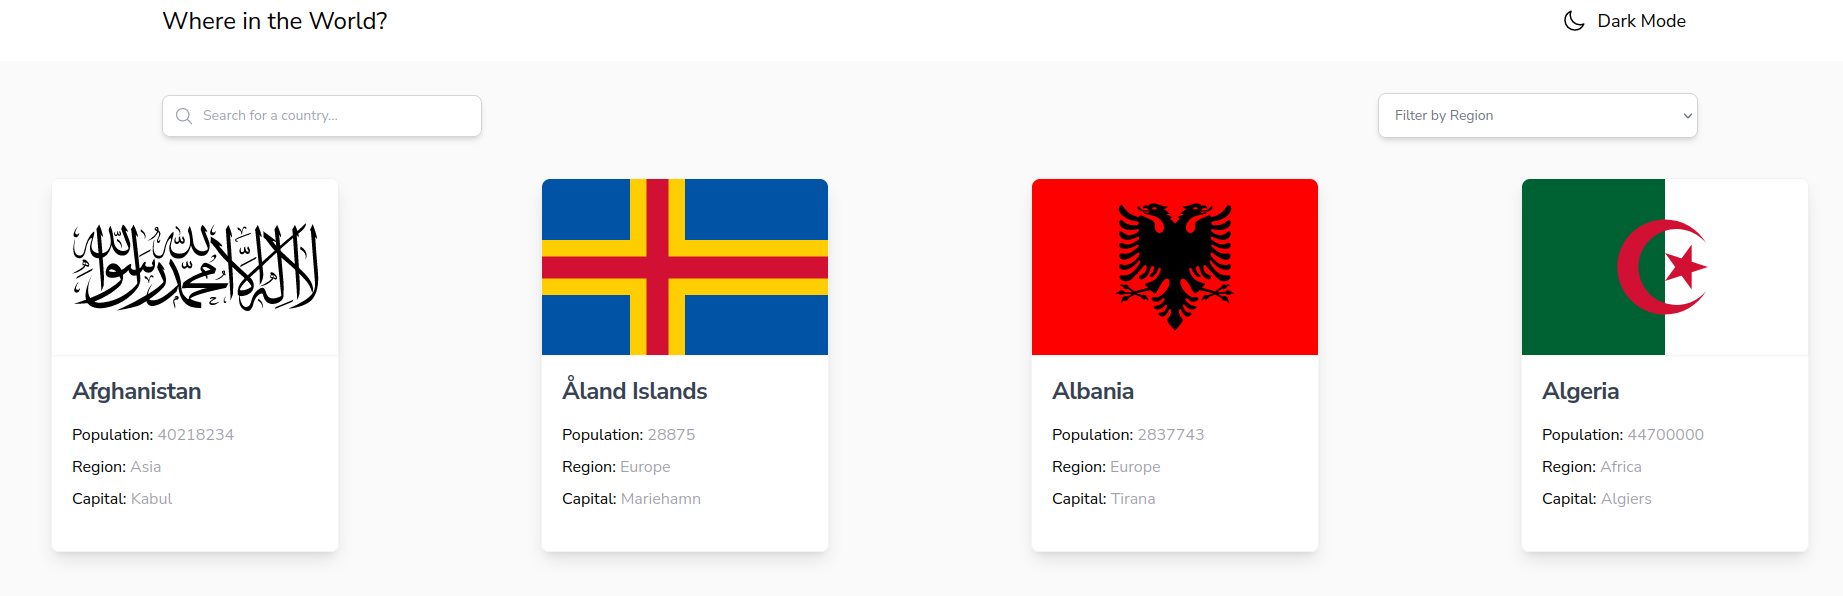 Where in the World?
Dark Mode
Search for a country...
Filter by Region
لا إله إلا الله محمد رسول الله
Afghanistan
Population: 40218234
Region: Asia
Capital: Kabul
Åland Islands
Population: 28875
Region: Europe
Capital: Mariehamn
Albania
Population: 2837743
Region: Europe
Capital: Tirana
Algeria
Population: 44700000
Region: Africa
Capital: Algiers